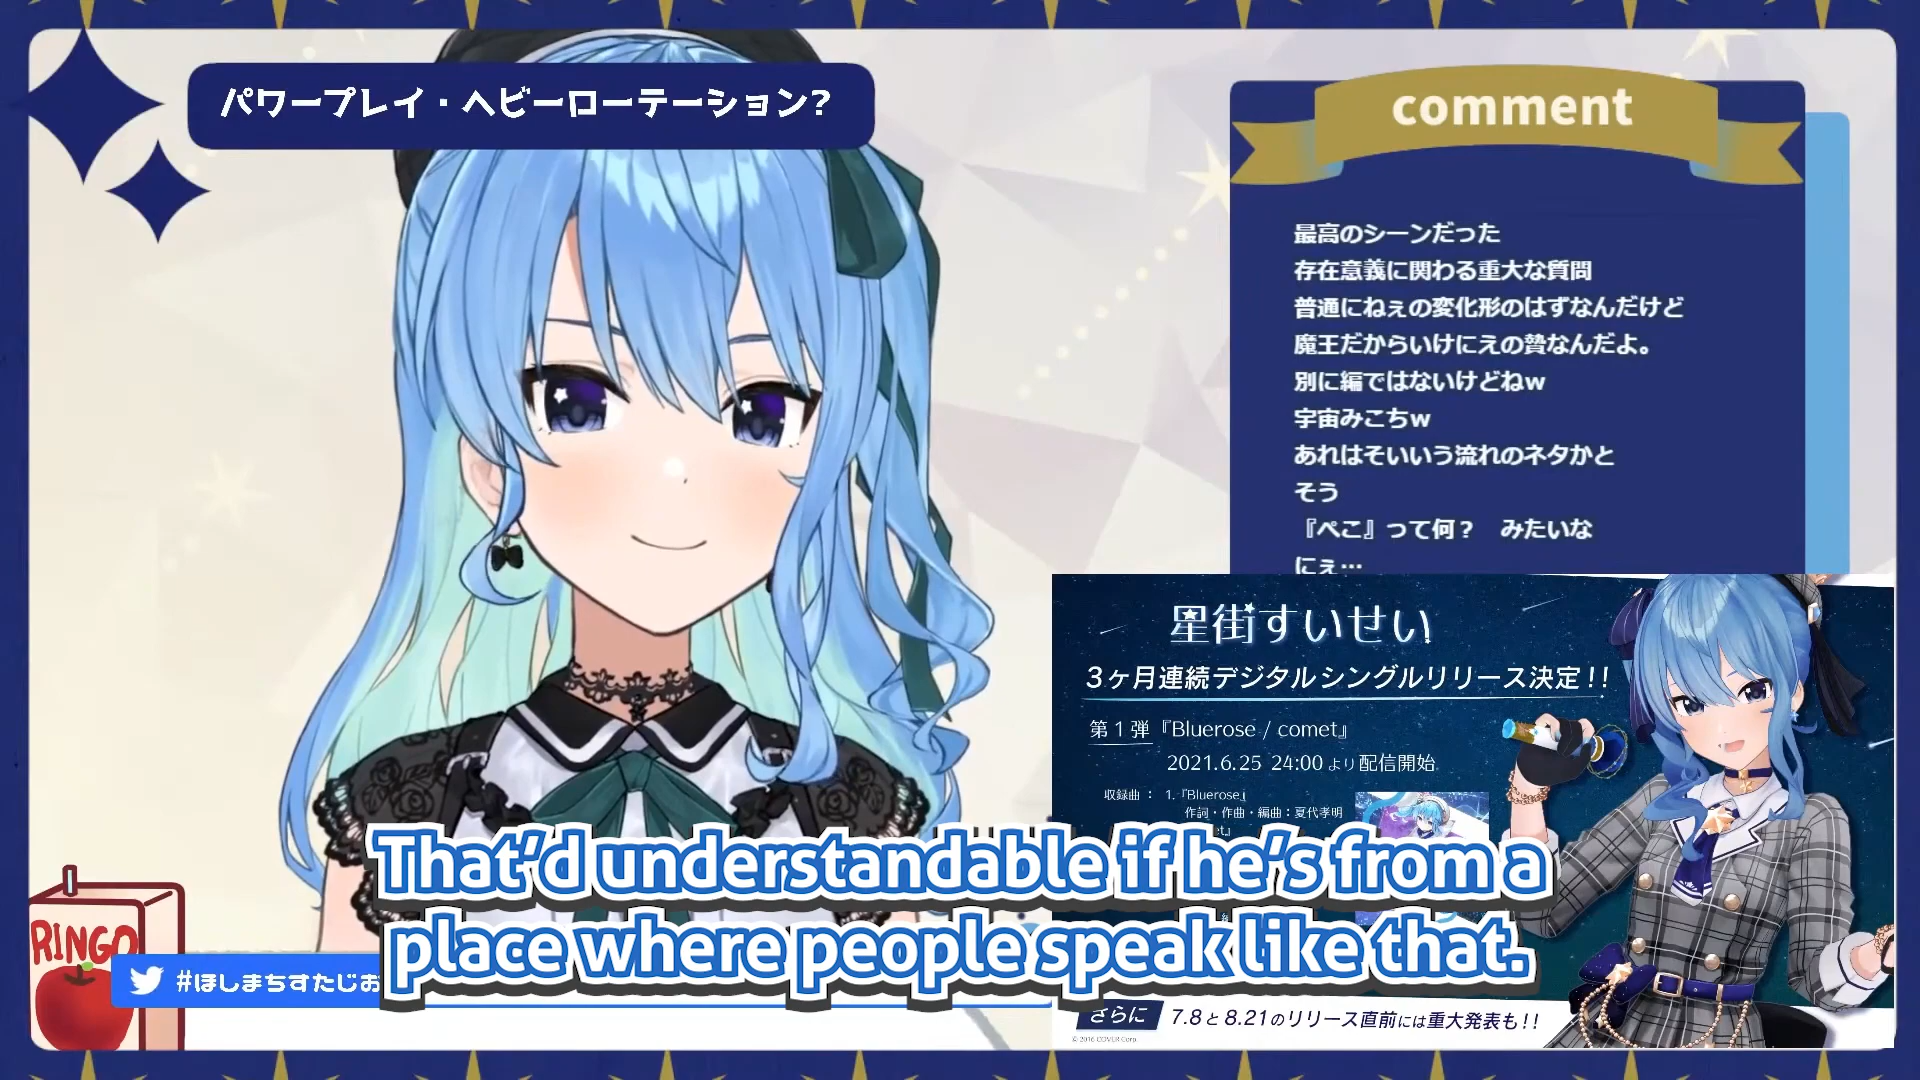 パワープレイ・ヘビーローテーション?
comment
最高のシーンだった
存在意義に関わる重大な質問
普通にねぇの変化形のはずなんだけど
魔王だからいけにえの贄なんだよ。
別に編ではないけどねw
宇宙みこちw
あれはそいいう流れのネタかと
そう
『ぺこ』って何？　みたいな
にぇ…
星街すいせい
3ヶ月連続デジタルシングルリリース決定!!
第1弾『Bluerose / comet』
2021.6.25 24:00より配信開始
収録曲： 1.『Bluerose』
作詞・作曲・編曲：夏代孝明
That'd understandable if he's from a
place where people speak like that.
RINGO
#ほしまちすたじお
さらに 7.8と8.21のリリース直前には重大発表も!!
© 2016 COVER Corp.